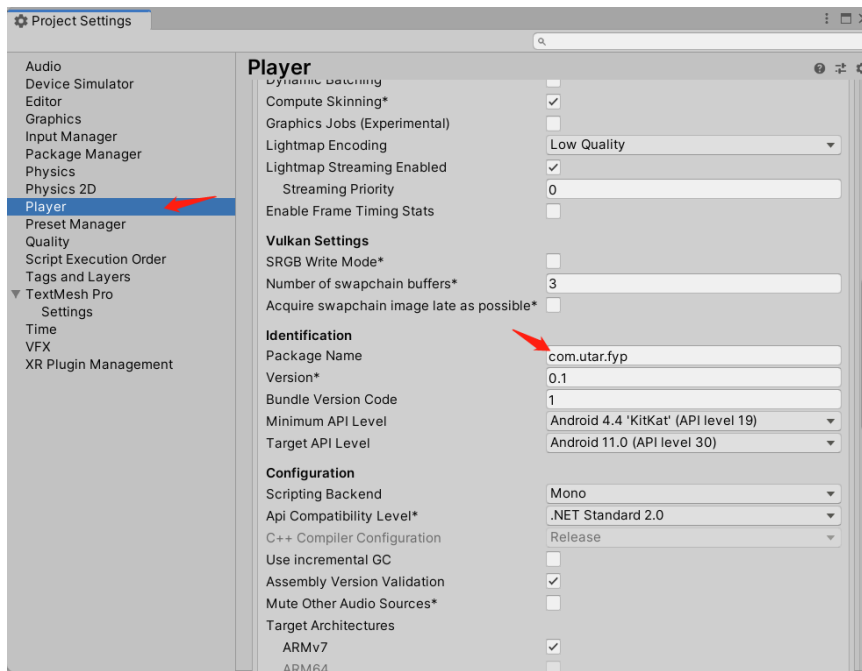 Project Settings
Audio
Device Simulator
Editor
Graphics
Input Manager
Package Manager
Physics
Physics 2D
Player
Preset Manager
Quality
Script Execution Order
Tags and Layers
TextMesh Pro
Settings
Time
VFX
XR Plugin Management
Player
Dynamic Batching
Compute Skinning*
Graphics Jobs (Experimental)
Lightmap Encoding Low Quality
Lightmap Streaming Enabled
Streaming Priority 0
Enable Frame Timing Stats
Vulkan Settings
SRGB Write Mode*
Number of swapchain buffers* 3
Acquire swapchain image late as possible*
Identification
Package Name com.utar.fyp
Version* 0.1
Bundle Version Code 1
Minimum API Level Android 4.4 'KitKat' (API level 19)
Target API Level Android 11.0 (API level 30)
Configuration
Scripting Backend Mono
Api Compatibility Level* .NET Standard 2.0
C++ Compiler Configuration Release
Use incremental GC
Assembly Version Validation
Mute Other Audio Sources*
Target Architectures
ARMv7
ARM64